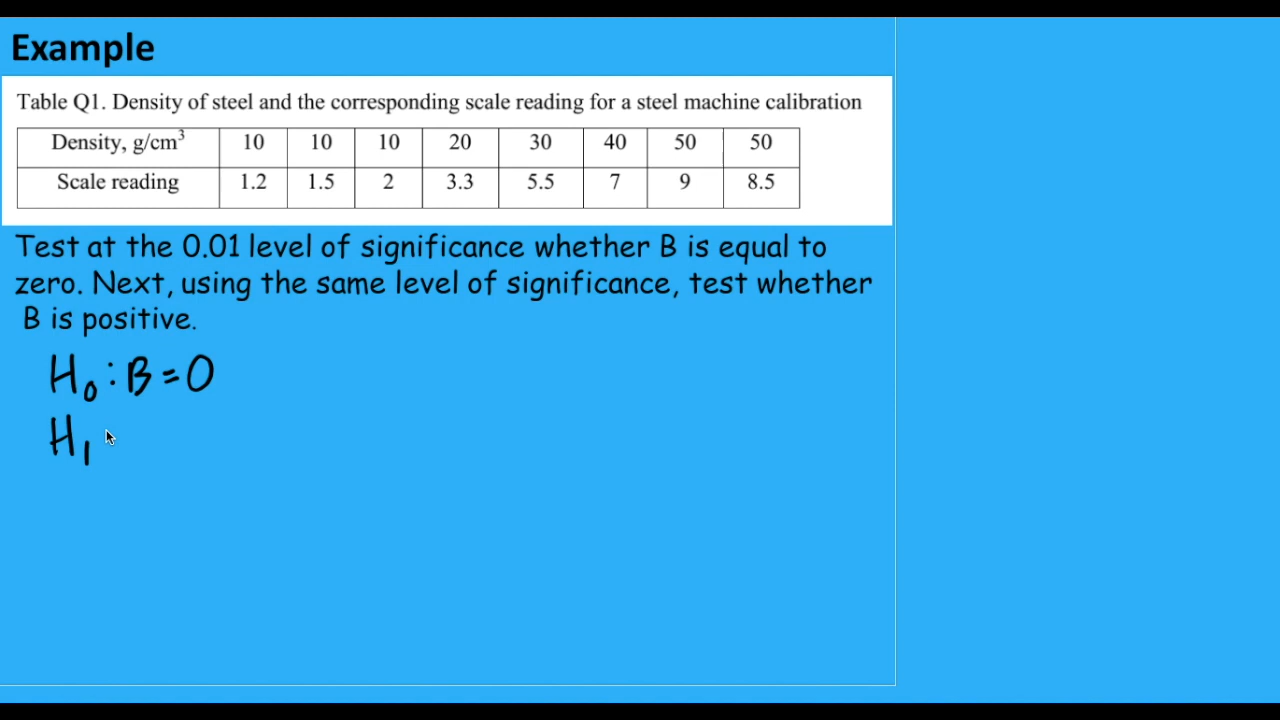 Example
Table Q1. Density of steel and the corresponding scale reading for a steel machine calibration
Density, g/cm³ 10 10 10 20 30 40 50 50
Scale reading 1.2 1.5 2 3.3 5.5 7 9 8.5
Test at the 0.01 level of significance whether B is equal to
zero. Next, using the same level of significance, test whether
B is positive.
H₀ : B = 0
H₁